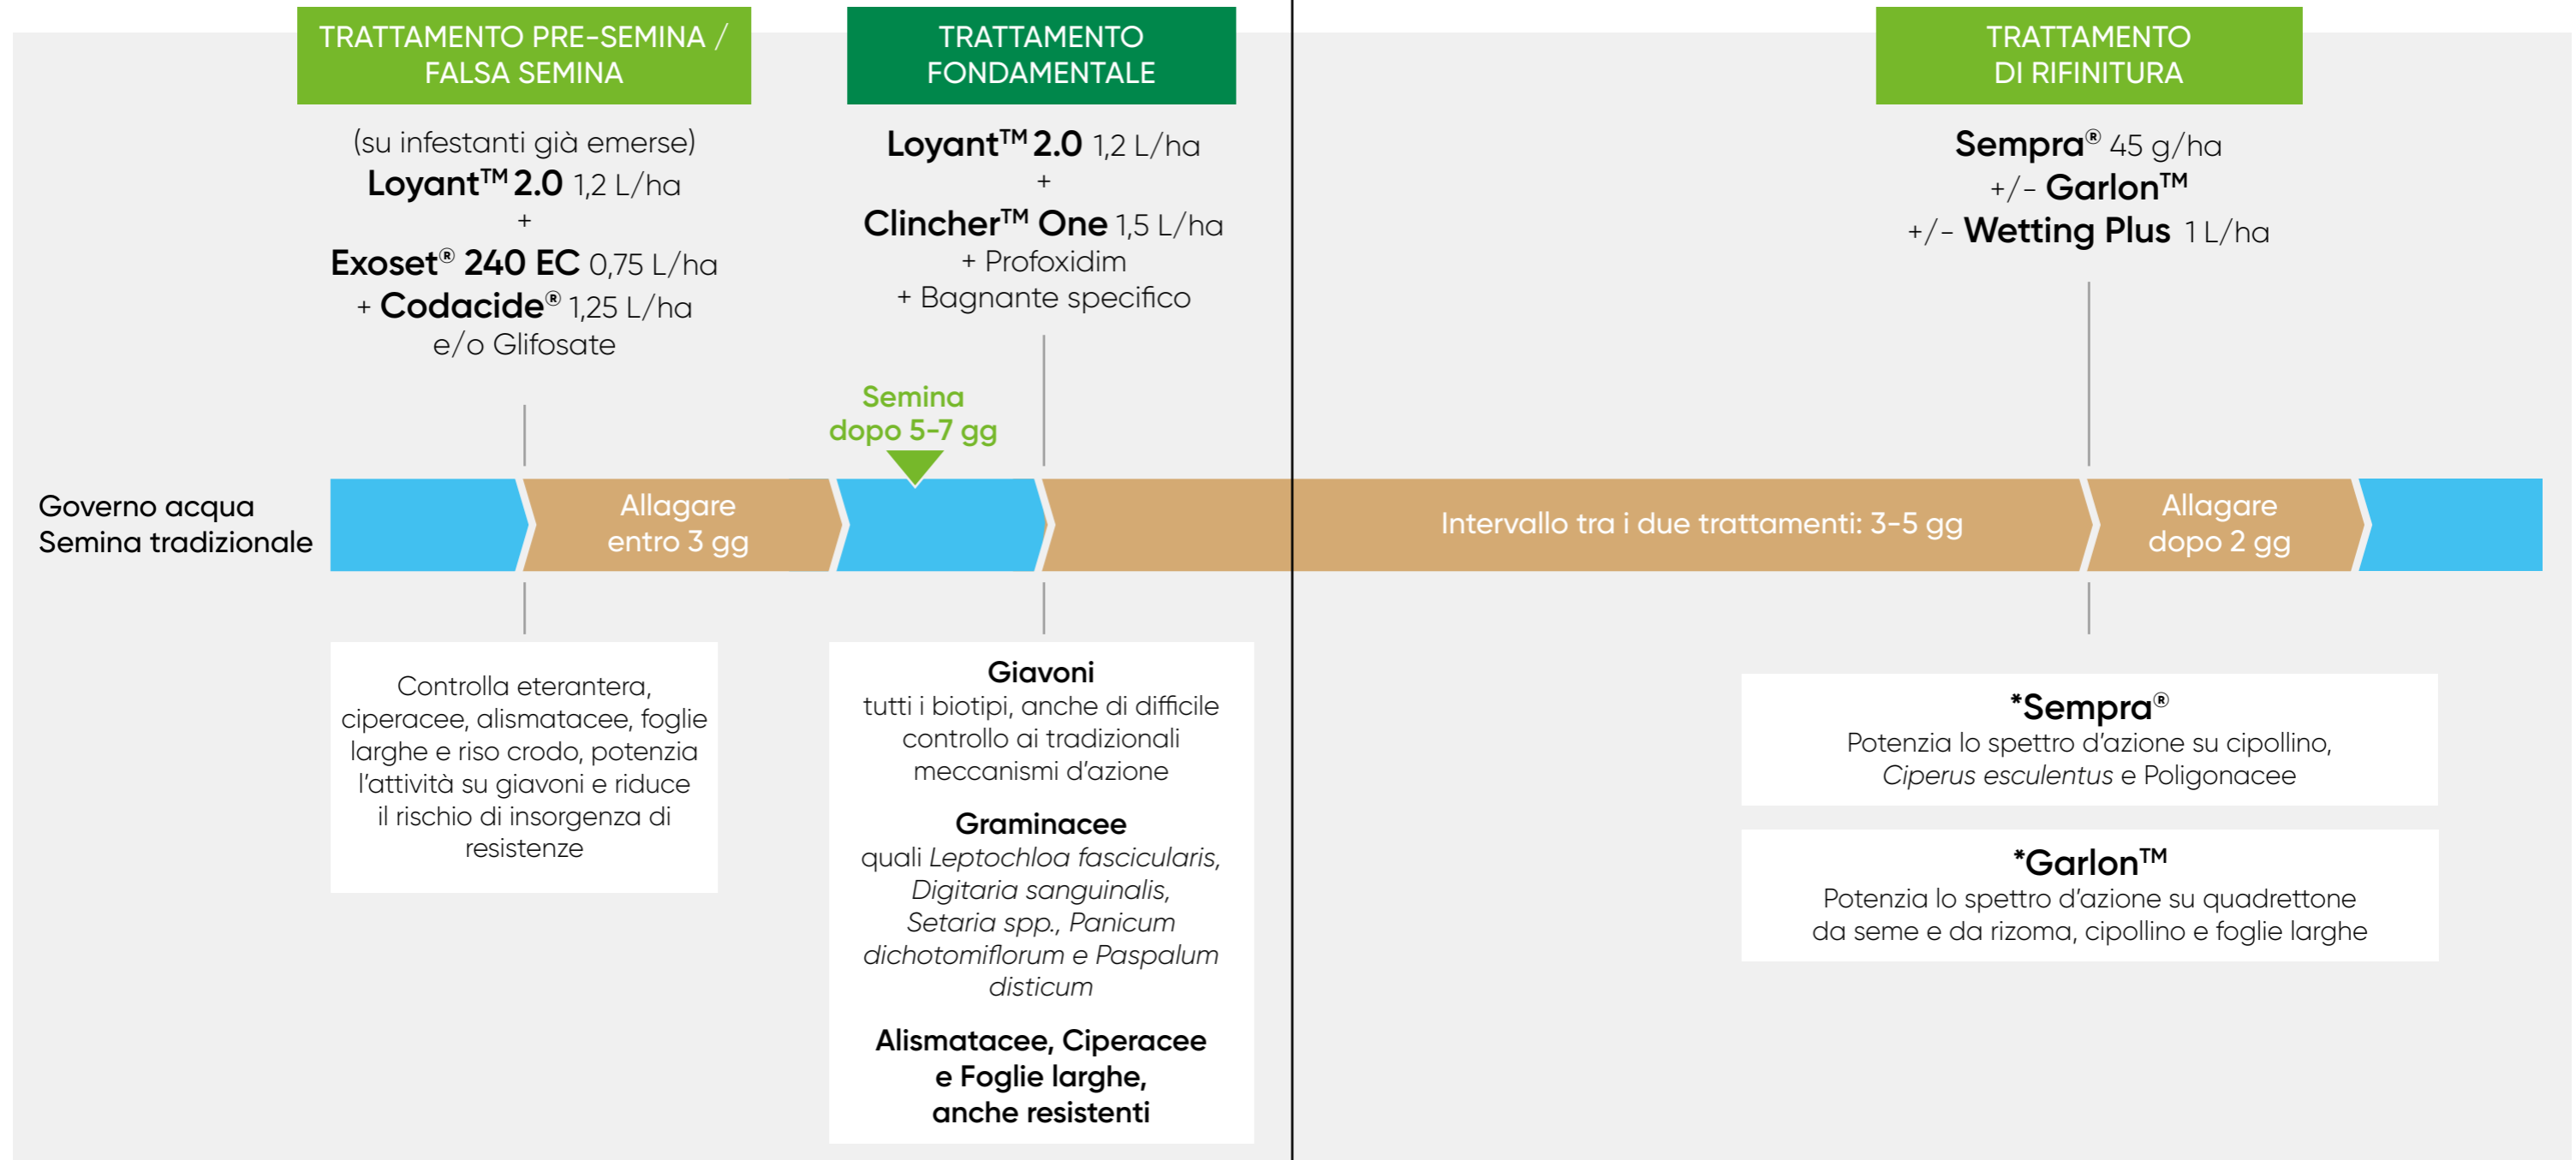 TRATTAMENTO PRE-SEMINA /
FALSA SEMINA
(su infestanti già emerse)
Loyant™ 2.0 1,2 L/ha
+
Exoset® 240 EC 0,75 L/ha
+ Codacide® 1,25 L/ha
e/o Glifosate
TRATTAMENTO
FONDAMENTALE
Loyant™ 2.0 1,2 L/ha
+
Clincher™ One 1,5 L/ha
+ Profoxidim
+ Bagnante specifico
TRATTAMENTO
DI RIFINITURA
Sempra® 45 g/ha
+/- Garlon™
+/- Wetting Plus 1 L/ha
Semina
dopo 5-7 gg
Governo acqua
Semina tradizionale
Allagare
entro 3 gg
Intervallo tra i due trattamenti: 3-5 gg
Allagare
dopo 2 gg
Controlla eterantera,
ciperacee, alismatacee, foglie
larghe e riso crodo, potenzia
l'attività su giavoni e riduce
il rischio di insorgenza di
resistenze
Giavoni
tutti i biotipi, anche di difficile
controllo ai tradizionali
meccanismi d'azione
Graminacee
quali Leptochloa fascicularis,
Digitaria sanguinalis,
Setaria spp., Panicum
dichotomiflorum e Paspalum
disticum
Alismatacee, Ciperacee
e Foglie larghe,
anche resistenti
*Sempra®
Potenzia lo spettro d'azione su cipollino,
Ciperus esculentus e Poligonacee
*Garlon™
Potenzia lo spettro d'azione su quadrettone
da seme e da rizoma, cipollino e foglie larghe